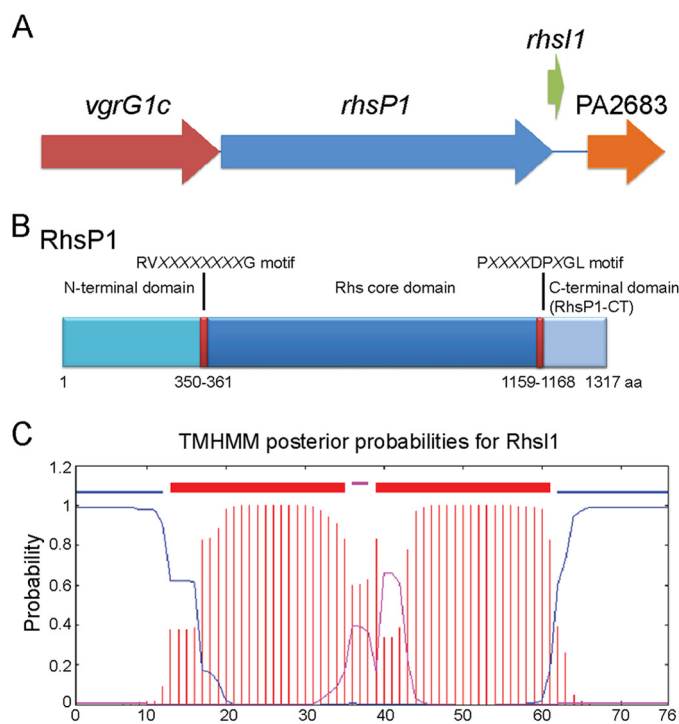 A
rhsI1
vgrG1c
rhsP1
PA2683
B
RhsP1
RVXXXXXXXXG motif
PXXXXDPXGL motif
N-terminal domain
Rhs core domain
C-terminal domain
(RhsP1-CT)
1
350-361
1159-1168
1317 aa
C
TMHMM posterior probabilities for RhsI1
Probability
1.2
1
0.8
0.6
0.4
0.2
0
0 10 20 30 40 50 60 70 76